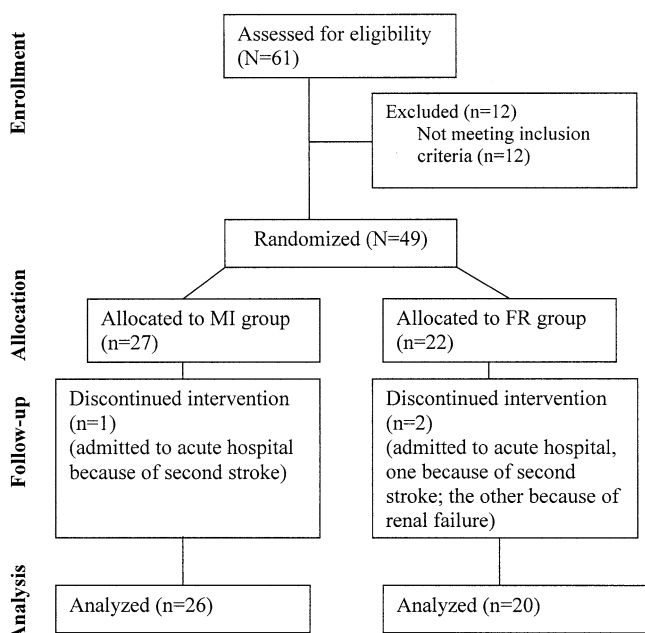 Enrollment
Assessed for eligibility
(N=61)
Excluded (n=12)
Not meeting inclusion
criteria (n=12)
Randomized (N=49)
Allocation
Allocated to MI group
(n=27)
Allocated to FR group
(n=22)
Follow-up
Discontinued intervention
(n=1)
(admitted to acute hospital
because of second stroke)
Discontinued intervention
(n=2)
(admitted to acute hospital,
one because of second
stroke; the other because of
renal failure)
Analysis
Analyzed (n=26)
Analyzed (n=20)